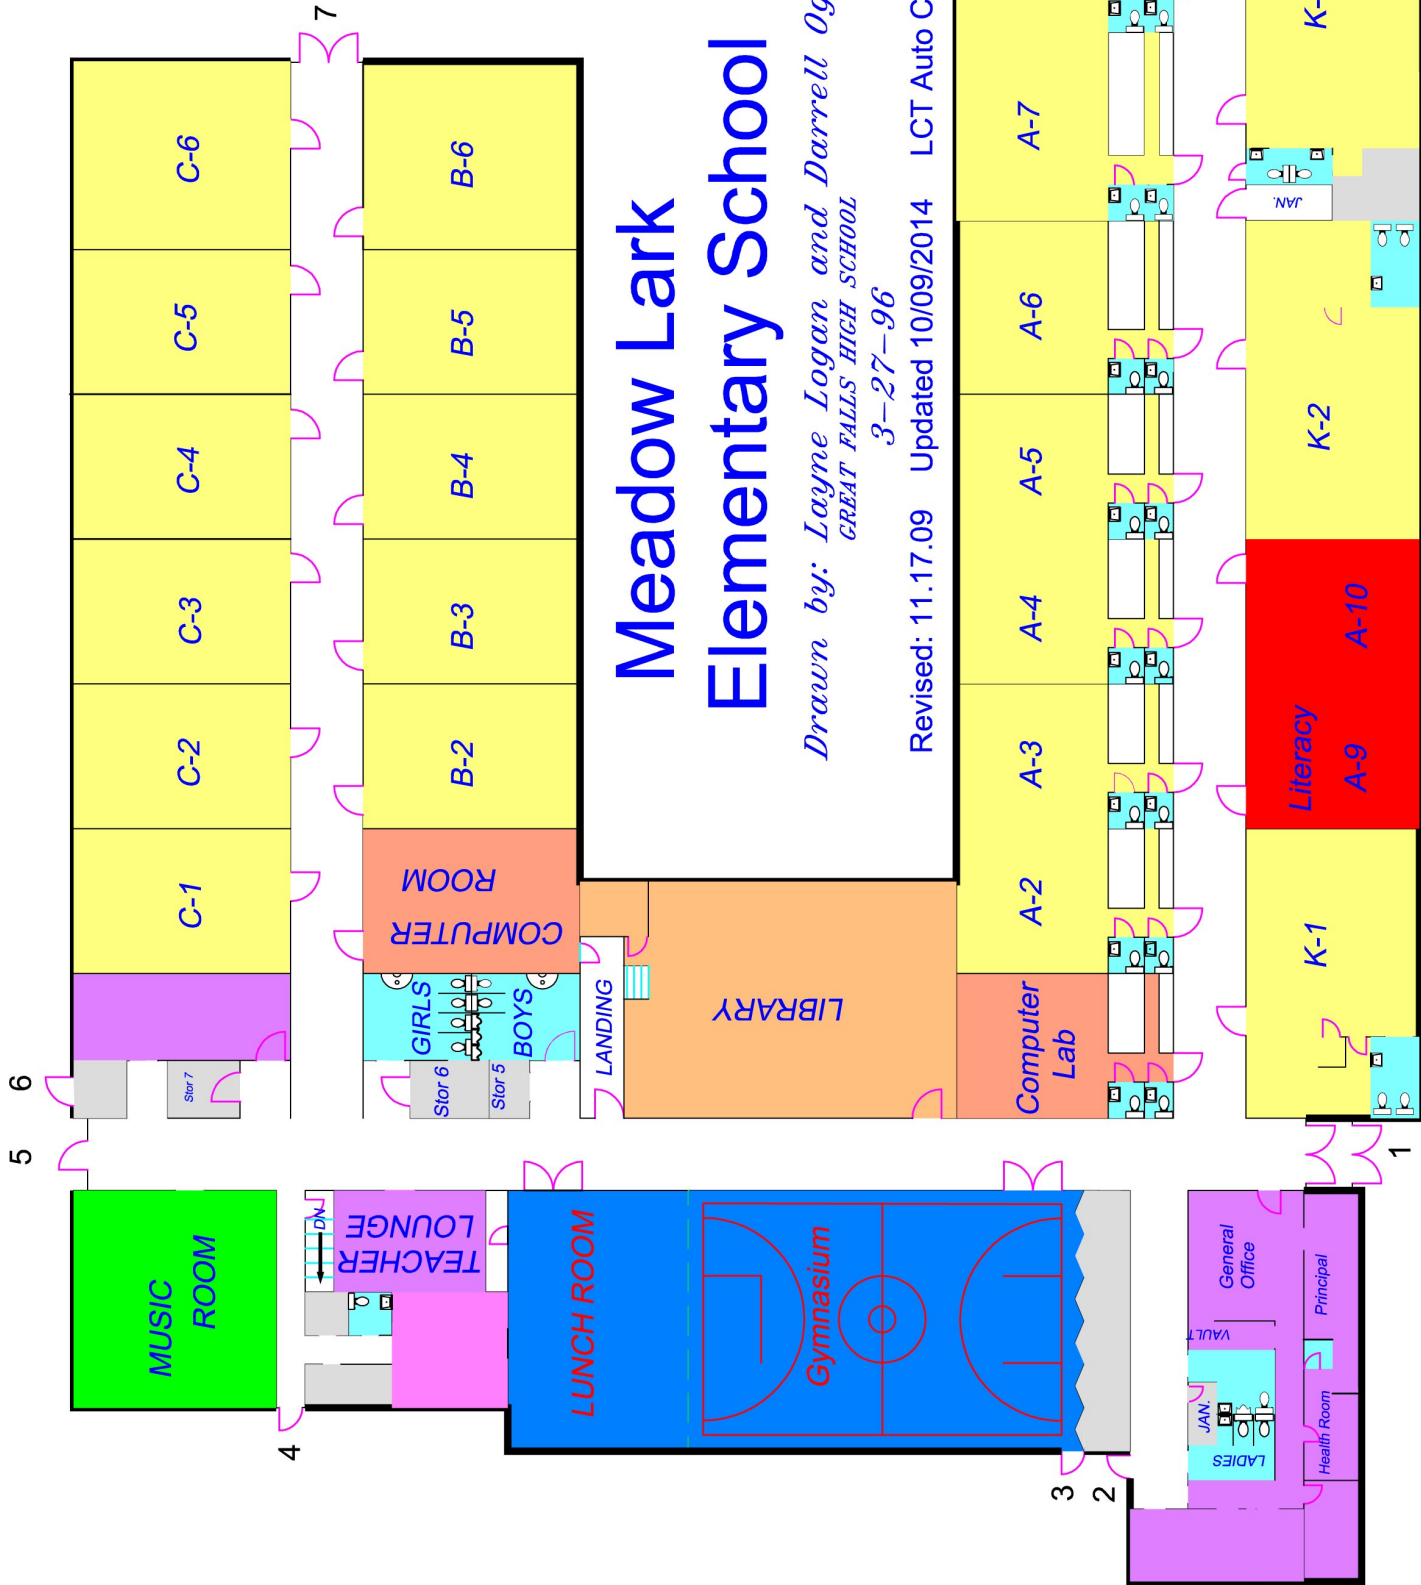 7
C-6
C-5
C-4
C-3
C-2
C-1
B-6
B-5
B-4
B-3
B-2
COMPUTER
ROOM
Meadow Lark
Elementary School
Drawn by: Layne Logan and Darrell Og
GREAT FALLS HIGH SCHOOL
3-27-96
Revised: 11.17.09 Updated 10/09/2014 LCT Auto C
A-7
A-6
A-5
A-4
A-3
A-2
Computer
Lab
K-
JAN.
K-2
Literacy
A-9 A-10
K-1
GIRLS
BOYS
LANDING
LIBRARY
Stor 7
Stor 6
Stor 5
6
5
MUSIC
ROOM
DN
TEACHER
LOUNGE
LUNCH ROOM
Gymnasium
4
3
2
1
General
Office
Principal
VAULT
JAN.
LADIES
Health Room